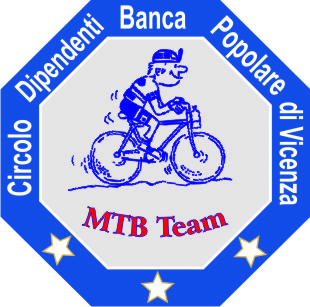 Circolo Dipendenti Banca Popolare di Vicenza
MTB Team